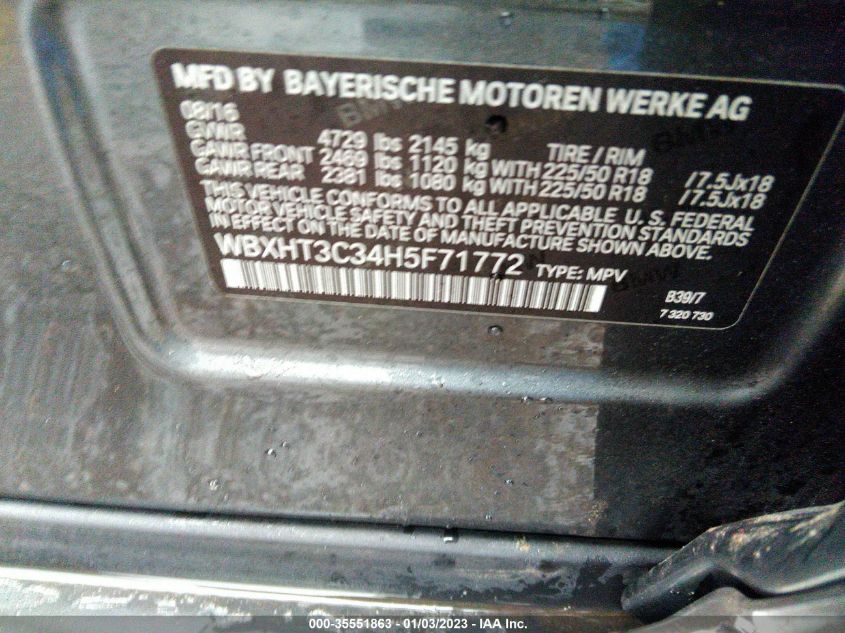 MFD BY BAYERISCHE MOTOREN WERKE AG
08/16
GVWR 4729 lbs 2145 kg TIRE / RIM
GAWR FRONT 2469 lbs 1120 kg WITH 225/50 R18 / 7.5Jx18
GAWR REAR 2381 lbs 1080 kg WITH 225/50 R18 / 7.5Jx18
THIS VEHICLE CONFORMS TO ALL APPLICABLE U. S. FEDERAL
MOTOR VEHICLE SAFETY AND THEFT PREVENTION STANDARDS
IN EFFECT ON THE DATE OF MANUFACTURE SHOWN ABOVE.
WBXHT3C34H5F71772 TYPE: MPV
B39/7
7 320 730
000-35551863 - 01/03/2023 - IAA Inc.